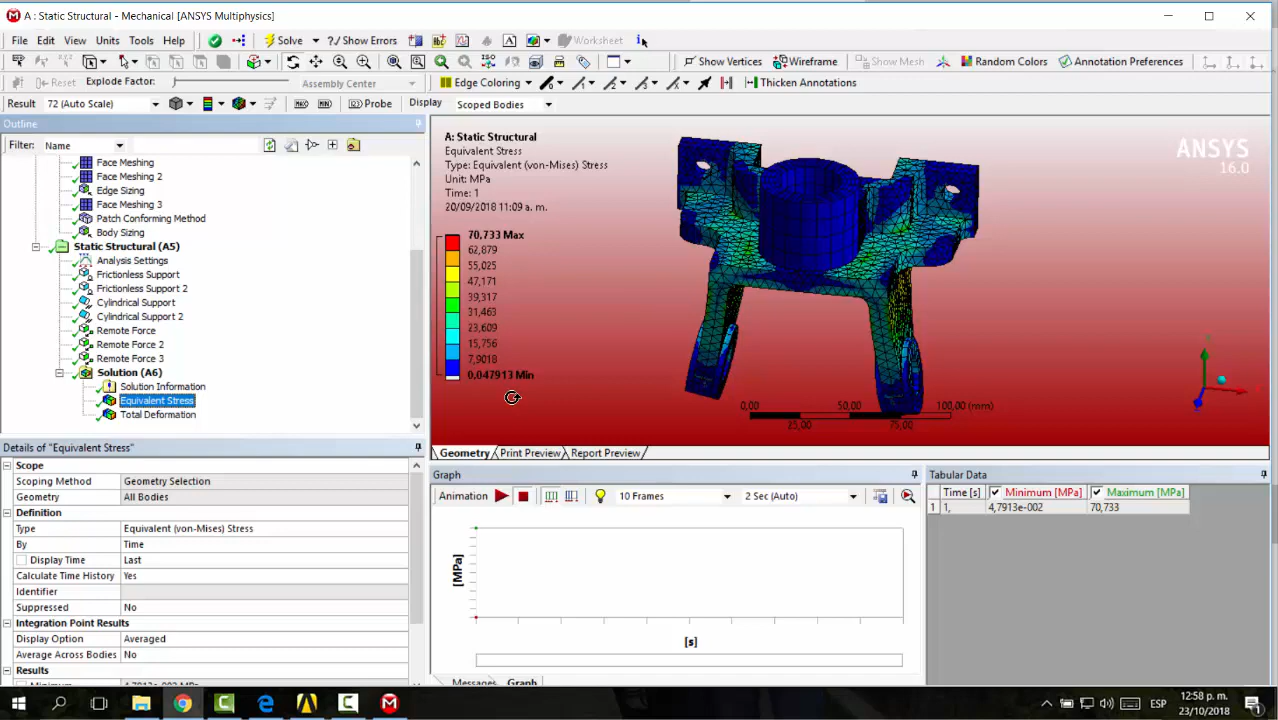 A : Static Structural - Mechanical [ANSYS Multiphysics]
File Edit View Units Tools Help Solve ?/ Show Errors Worksheet
Show Vertices Wireframe Show Mesh Random Colors Annotation Preferences
Reset Explode Factor: Assembly Center Edge Coloring Thicken Annotations
Result 72 (Auto Scale) MAX MIN Probe Display Scoped Bodies
Outline
Filter: Name
Face Meshing
Face Meshing 2
Edge Sizing
Face Meshing 3
Patch Conforming Method
Body Sizing
Static Structural (A5)
Analysis Settings
Frictionless Support
Frictionless Support 2
Cylindrical Support
Cylindrical Support 2
Remote Force
Remote Force 2
Remote Force 3
Solution (A6)
Solution Information
Equivalent Stress
Total Deformation
Details of "Equivalent Stress"
Scope
Scoping Method Geometry Selection
Geometry All Bodies
Definition
Type Equivalent (von-Mises) Stress
By Time
Display Time Last
Calculate Time History Yes
Identifier
Suppressed No
Integration Point Results
Display Option Averaged
Average Across Bodies No
Results
Minimum 4,7913e-002 MPa
A: Static Structural
Equivalent Stress
Type: Equivalent (von-Mises) Stress
Unit: MPa
Time: 1
20/09/2018 11:09 a. m.
70,733 Max
62,879
55,025
47,171
39,317
31,463
23,609
15,756
7,9018
0,047913 Min
ANSYS
16.0
0,00 50,00 100,00 (mm)
25,00 75,00
Geometry Print Preview Report Preview
Graph
Animation 10 Frames 2 Sec (Auto)
[MPa]
[s]
Messages Graph
Tabular Data
Time [s] Minimum [MPa] Maximum [MPa]
1 1, 4,7913e-002 70,733
ESP
12:58 p. m.
23/10/2018
1